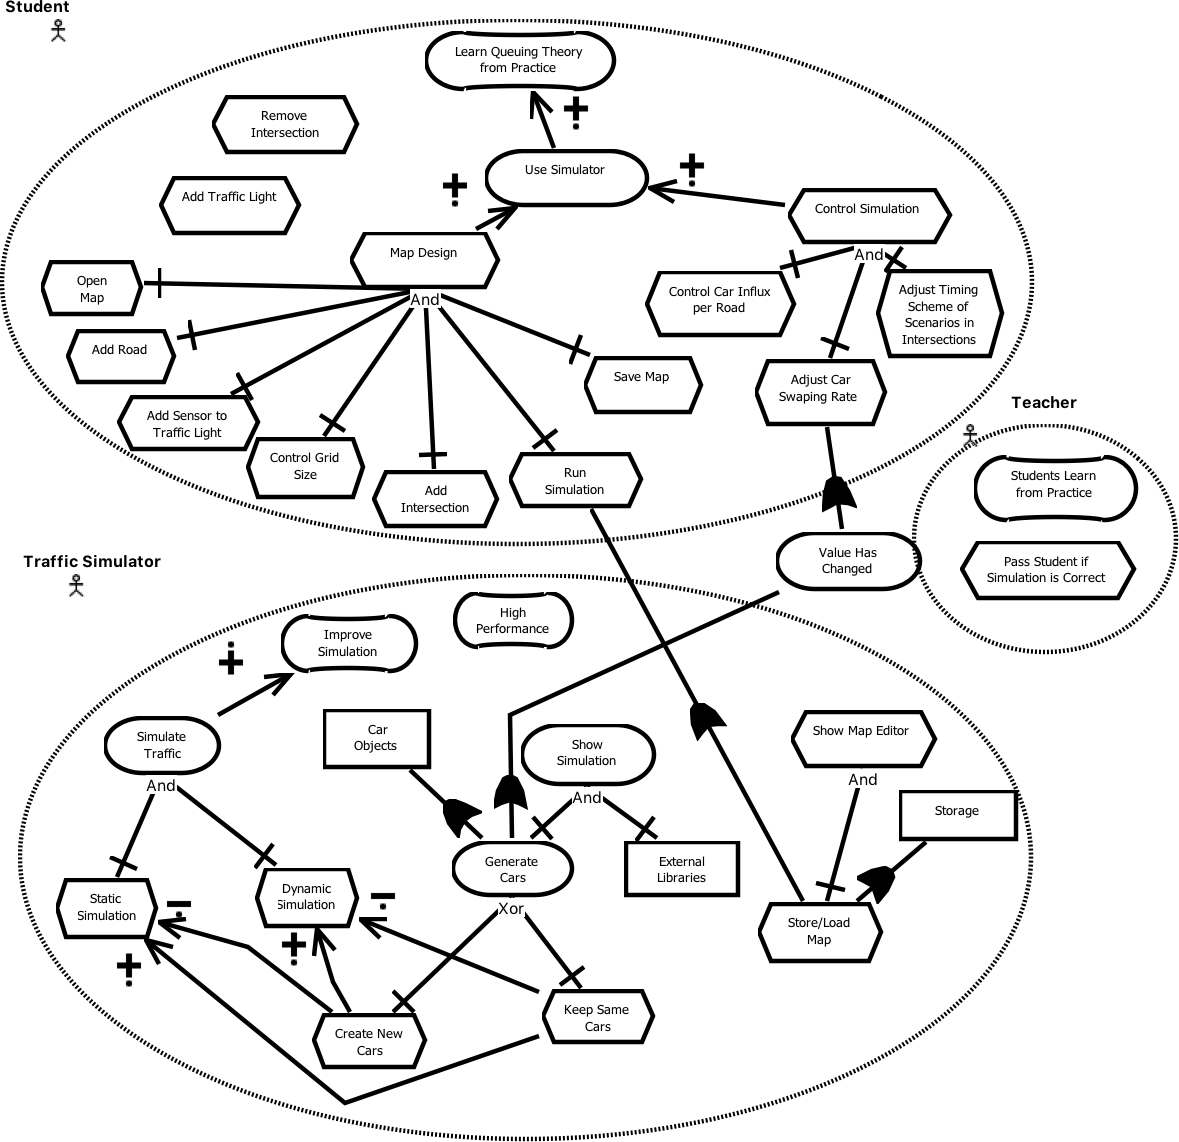 Student
Learn Queuing Theory
from Practice
Remove
Intersection
Use Simulator
Add Traffic Light
Control Simulation
Map Design
And
Open
Map
And
Control Car Influx
per Road
Adjust Timing
Scheme of
Scenarios in
Intersections
Add Road
Save Map
Adjust Car
Swaping Rate
Add Sensor to
Traffic Light
Control Grid
Size
Add
Intersection
Run
Simulation
Teacher
Students Learn
from Practice
Pass Student if
Simulation is Correct
Value Has
Changed
Traffic Simulator
High
Performance
Improve
Simulation
Simulate
Traffic
And
Car
Objects
Show
Simulation
And
Show Map Editor
And
Storage
Generate
Cars
Xor
External
Libraries
Static
Simulation
Dynamic
Simulation
Store/Load
Map
Keep Same
Cars
Create New
Cars